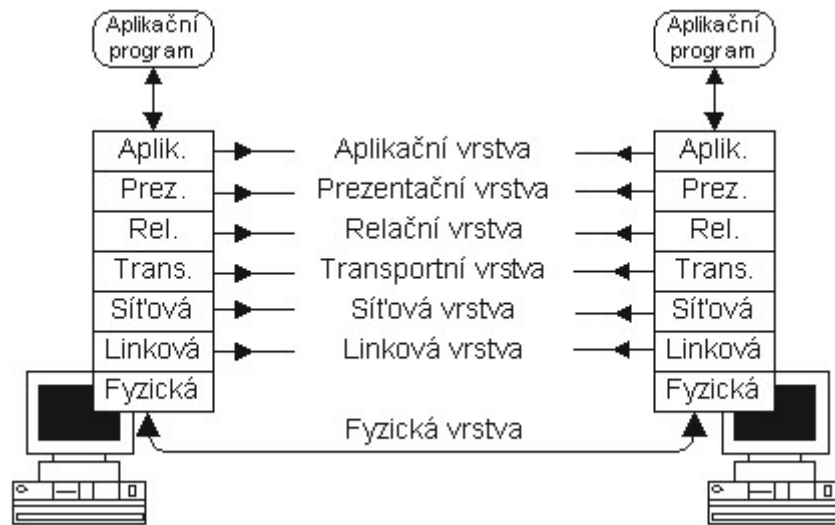 Aplikační
program
Aplikační
program
Aplik.
Aplikační vrstva
Aplik.
Prez.
Prezentační vrstva
Prez.
Rel.
Relační vrstva
Rel.
Trans.
Transportní vrstva
Trans.
Síťová
Síťová vrstva
Síťová
Linková
Linková vrstva
Linková
Fyzická
Fyzická
Fyzická vrstva